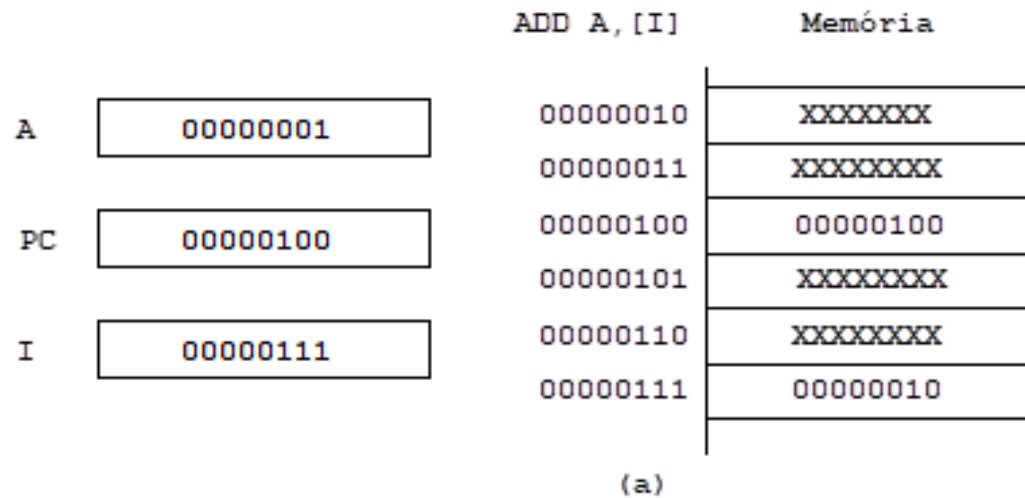 ADD A,[I] Memória
A 00000001
PC 00000100
I 00000111
00000010 XXXXXXX
00000011 XXXXXXXX
00000100 00000100
00000101 XXXXXXXX
00000110 XXXXXXXX
00000111 00000010
(a)